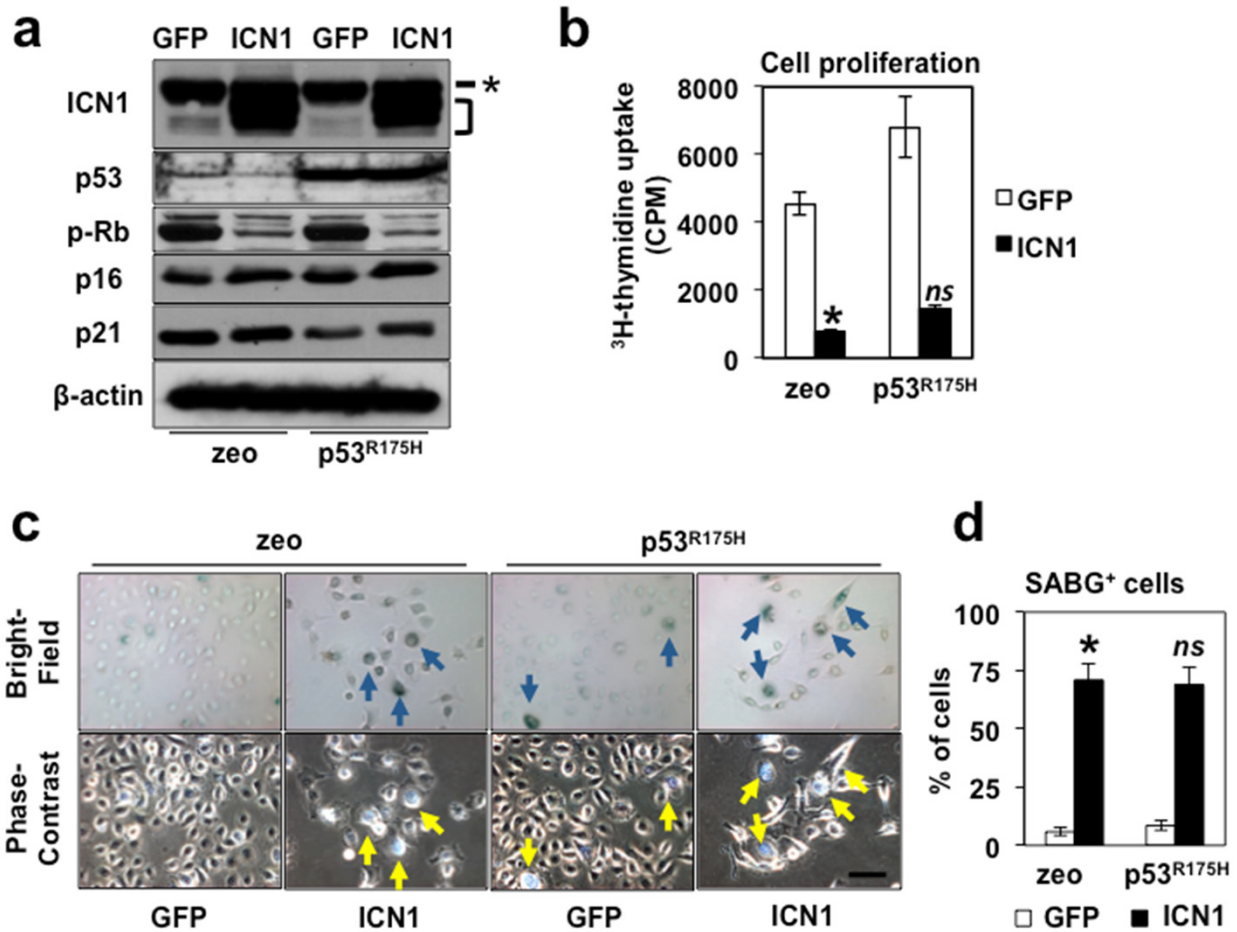 a
GFP ICN1 GFP ICN1
ICN1
*
p53
p-Rb
p16
p21
β-actin
zeo p53R175H
b
Cell proliferation
³H-thymidine uptake
(CPM)
8000
6000
4000
2000
0
*
ns
zeo p53R175H
GFP
ICN1
c
zeo p53R175H
Bright-
Field
Phase-
Contrast
GFP ICN1 GFP ICN1
d
SABG⁺ cells
% of cells
100
75
50
25
0
*
ns
zeo p53R175H
GFP ICN1